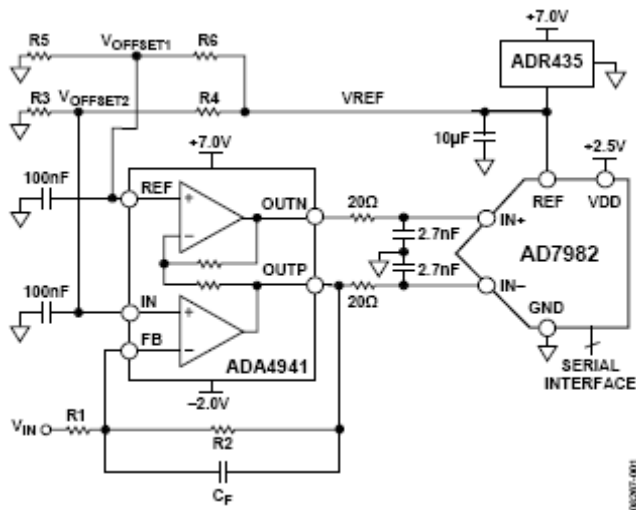 +7.0V
R5
VOFFSET1
R6
ADR435
R3
VOFFSET2
R4
VREF
10µF
+2.5V
+7.0V
100nF
REF
OUTN
20Ω
REF
VDD
IN+
2.7nF
AD7982
OUTP
2.7nF
100nF
IN
20Ω
IN–
FB
GND
ADA4941
SERIAL
INTERFACE
–2.0V
VIN
R1
R2
CF